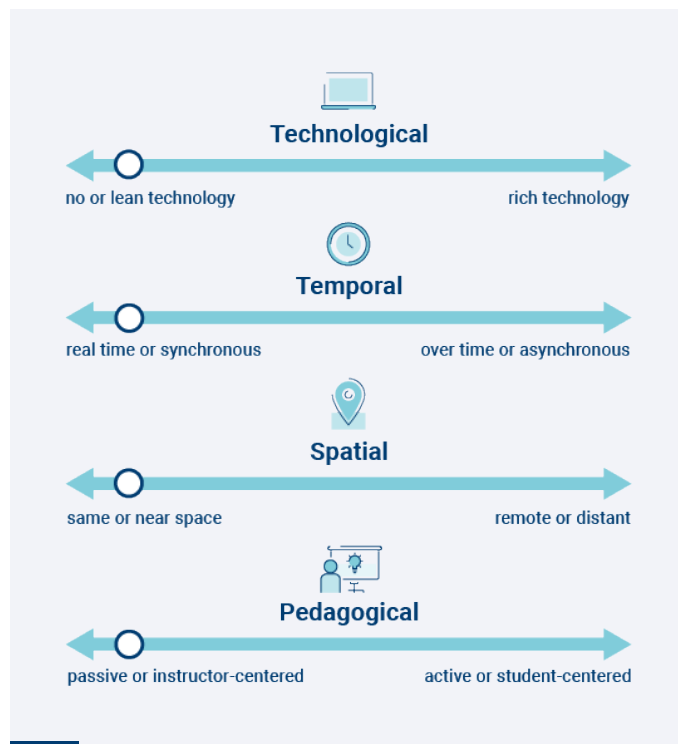 Technological
no or lean technology
rich technology
Temporal
real time or synchronous
over time or asynchronous
Spatial
same or near space
remote or distant
Pedagogical
passive or instructor-centered
active or student-centered